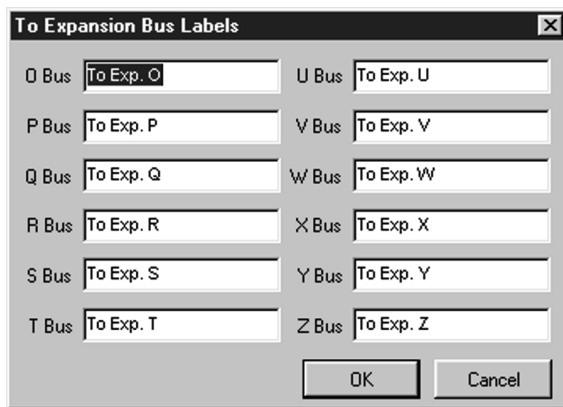 To Expansion Bus Labels
O Bus To Exp. O U Bus To Exp. U
P Bus To Exp. P V Bus To Exp. V
Q Bus To Exp. Q W Bus To Exp. W
R Bus To Exp. R X Bus To Exp. X
S Bus To Exp. S Y Bus To Exp. Y
T Bus To Exp. T Z Bus To Exp. Z
OK Cancel